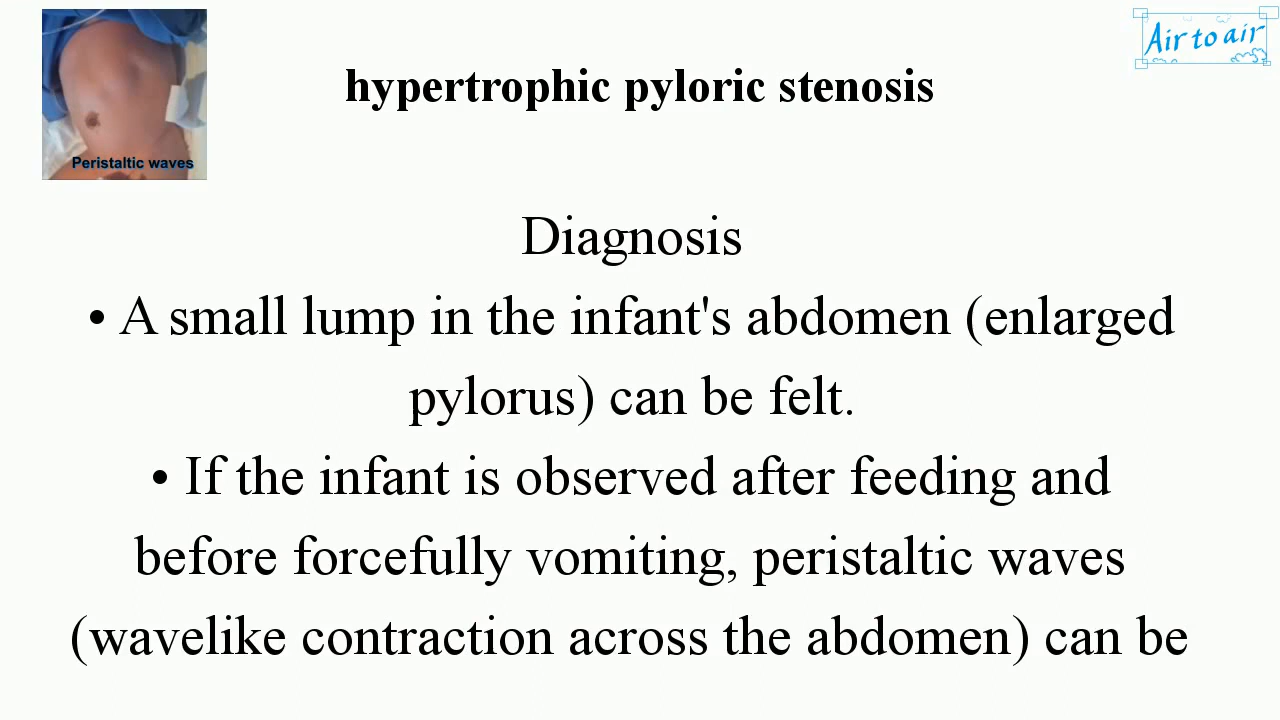 Air to air
hypertrophic pyloric stenosis
Peristaltic waves
Diagnosis
• A small lump in the infant's abdomen (enlarged
pylorus) can be felt.
• If the infant is observed after feeding and
before forcefully vomiting, peristaltic waves
(wavelike contraction across the abdomen) can be